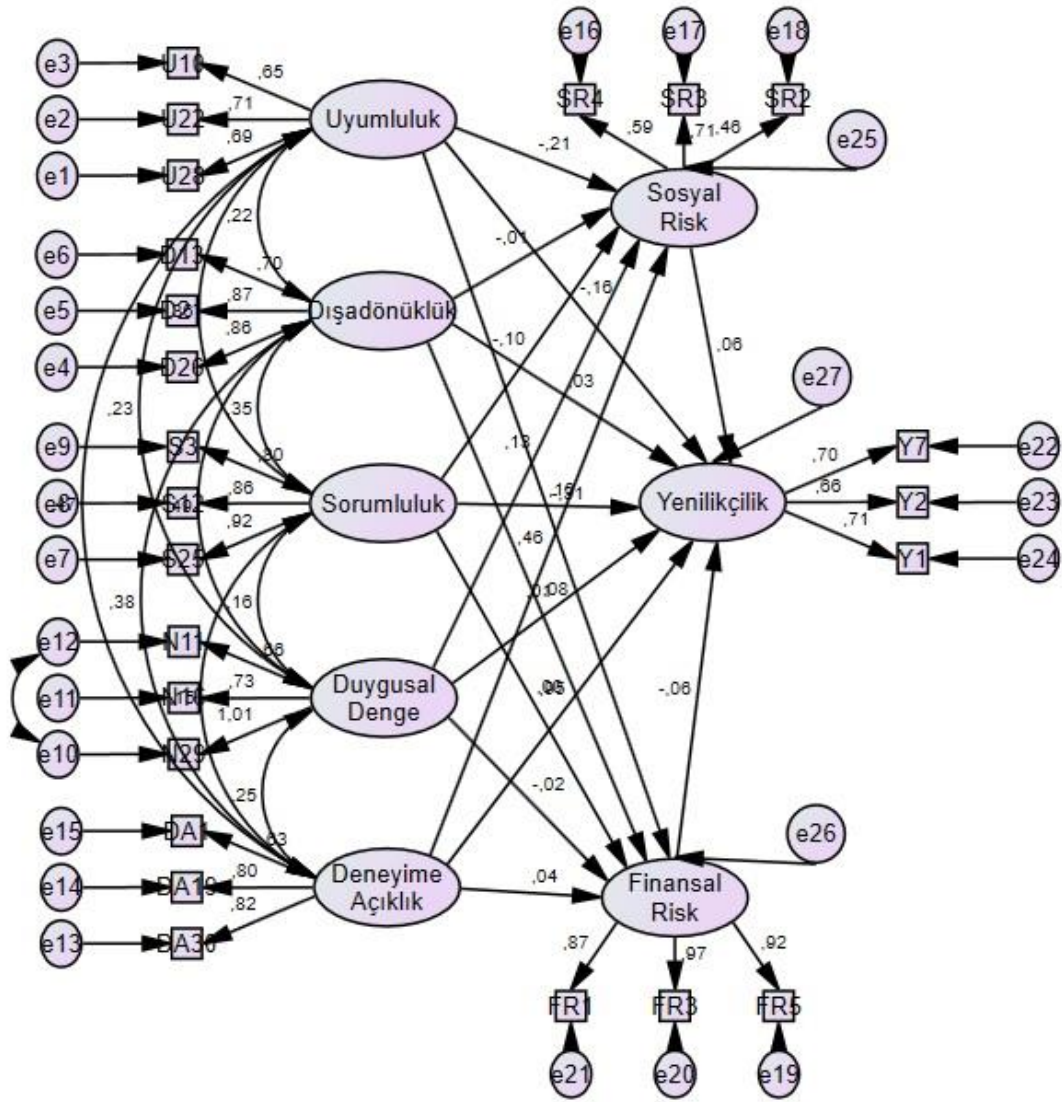 e16
e17
e18
e3
U10
,65
SR4
SR3
SR2
e2
U22
,71
Uyumluluk
,59
,71
,46
e25
e1
U28
,69
-,21
Sosyal
Risk
,22
-,01
e6
D13
,70
-,16
e5
D2
,87
Dışadönüklük
e4
D26
,86
-,10
,06
,03
e27
,23
,35
e9
S3
,13
,70
Y7
e22
S12
,86
Sorumluluk
Yenilikçilik
,66
Y2
e23
e7
S25
,92
,46
,71
Y1
e24
,38
,16
,08
e12
N11
e11
,73
Duygusal
Denge
-,06
e10
N29
1,01
-,02
,25
e15
DA1
,63
e26
e14
DA19
,80
Deneyime
Açıklık
,04
Finansal
Risk
e13
DA30
,82
,87
,97
,92
FR1
FR3
FR5
e21
e20
e19